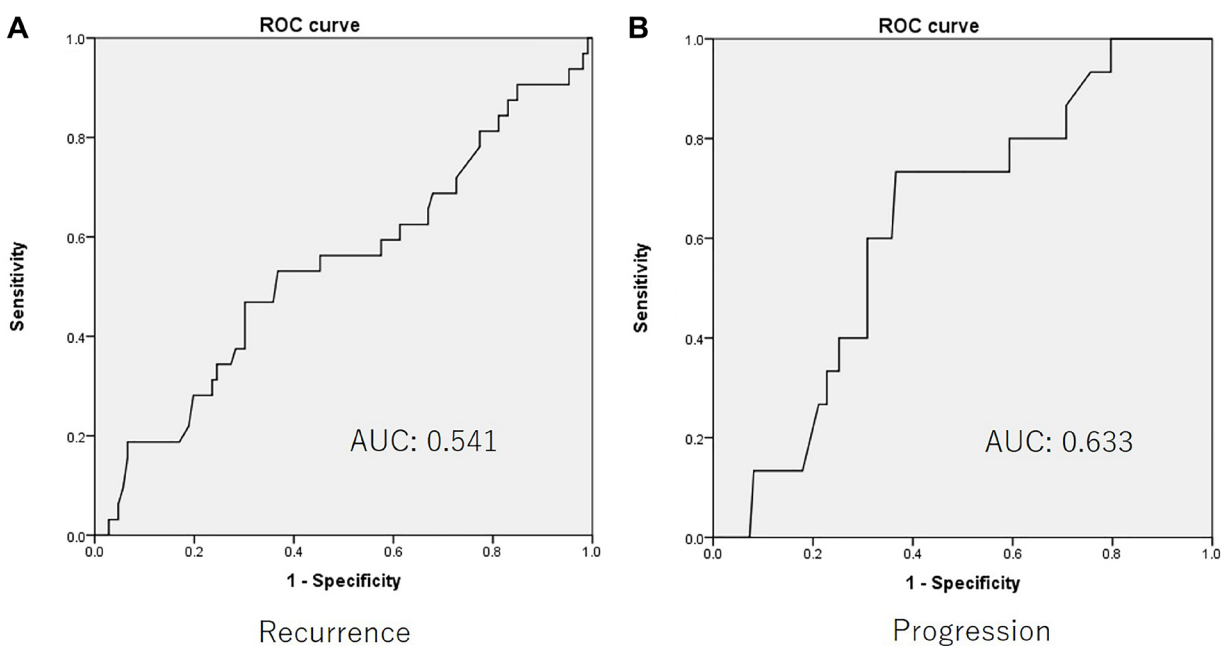 A
ROC curve
1.0
0.8
0.6
0.4
0.2
0.0
Sensitivity
0.0 0.2 0.4 0.6 0.8 1.0
1 - Specificity
AUC: 0.541
Recurrence
B
ROC curve
1.0
0.8
0.6
0.4
0.2
0.0
Sensitivity
0.0 0.2 0.4 0.6 0.8 1.0
1 - Specificity
AUC: 0.633
Progression